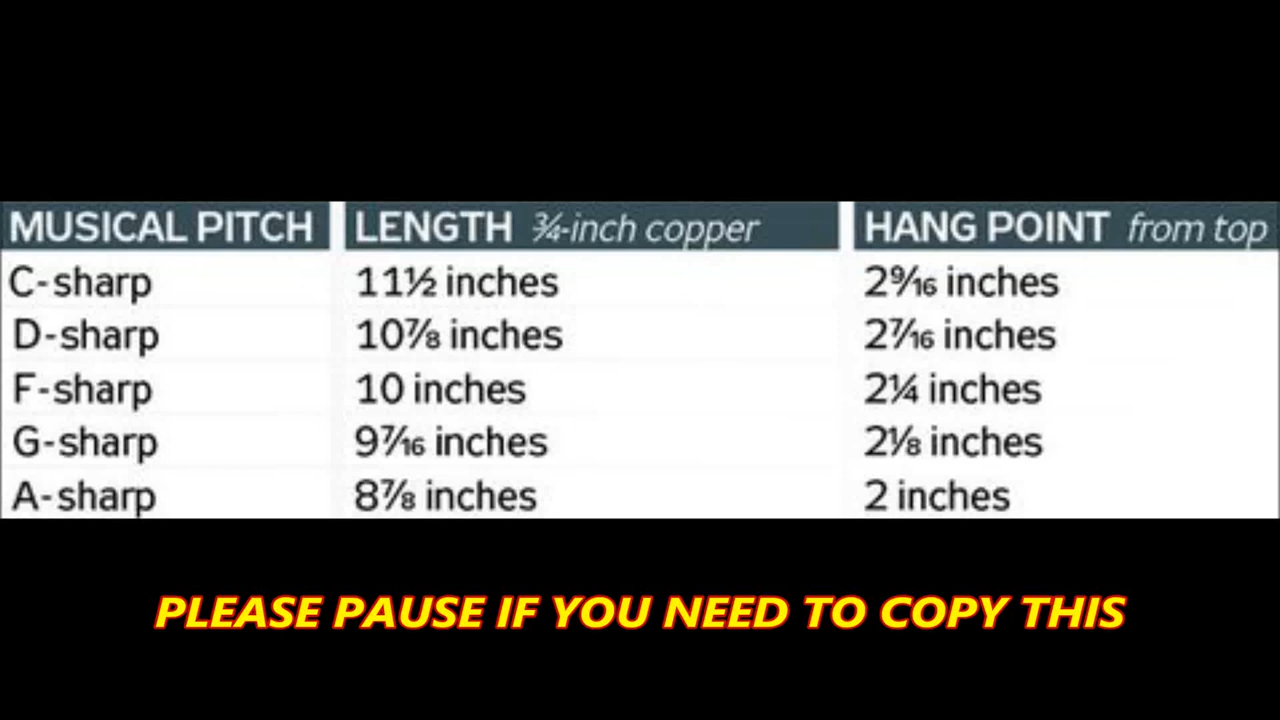 MUSICAL PITCH LENGTH ¾-inch copper HANG POINT from top
C-sharp 11½ inches 2⁹⁄₁₆ inches
D-sharp 10⅞ inches 2⁷⁄₁₆ inches
F-sharp 10 inches 2¼ inches
G-sharp 9⁷⁄₁₆ inches 2⅛ inches
A-sharp 8⅞ inches 2 inches
PLEASE PAUSE IF YOU NEED TO COPY THIS